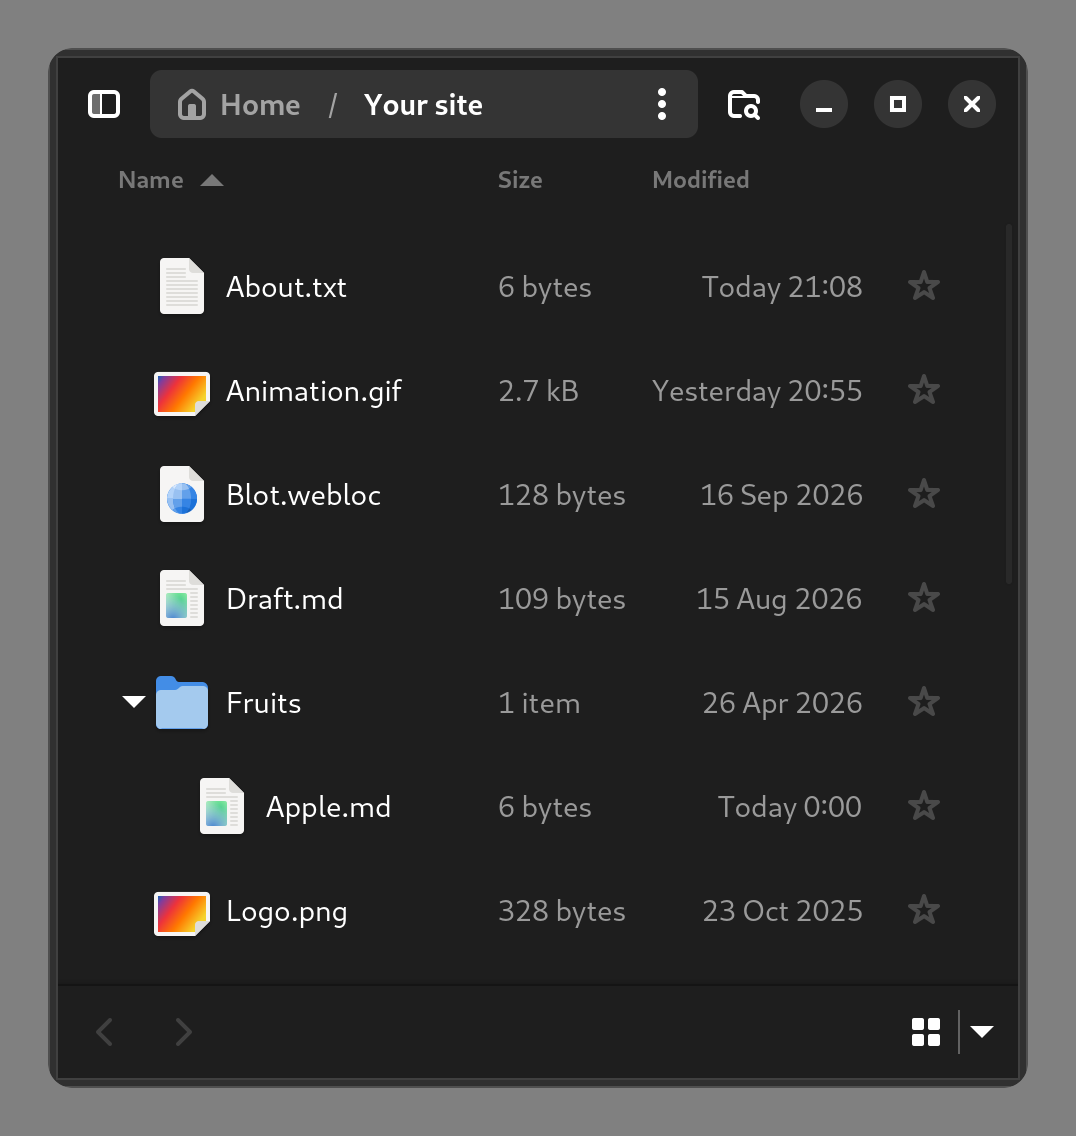 Home / Your site
Name Size Modified
About.txt 6 bytes Today 21:08
Animation.gif 2.7 kB Yesterday 20:55
Blot.webloc 128 bytes 16 Sep 2026
Draft.md 109 bytes 15 Aug 2026
Fruits 1 item 26 Apr 2026
Apple.md 6 bytes Today 0:00
Logo.png 328 bytes 23 Oct 2025